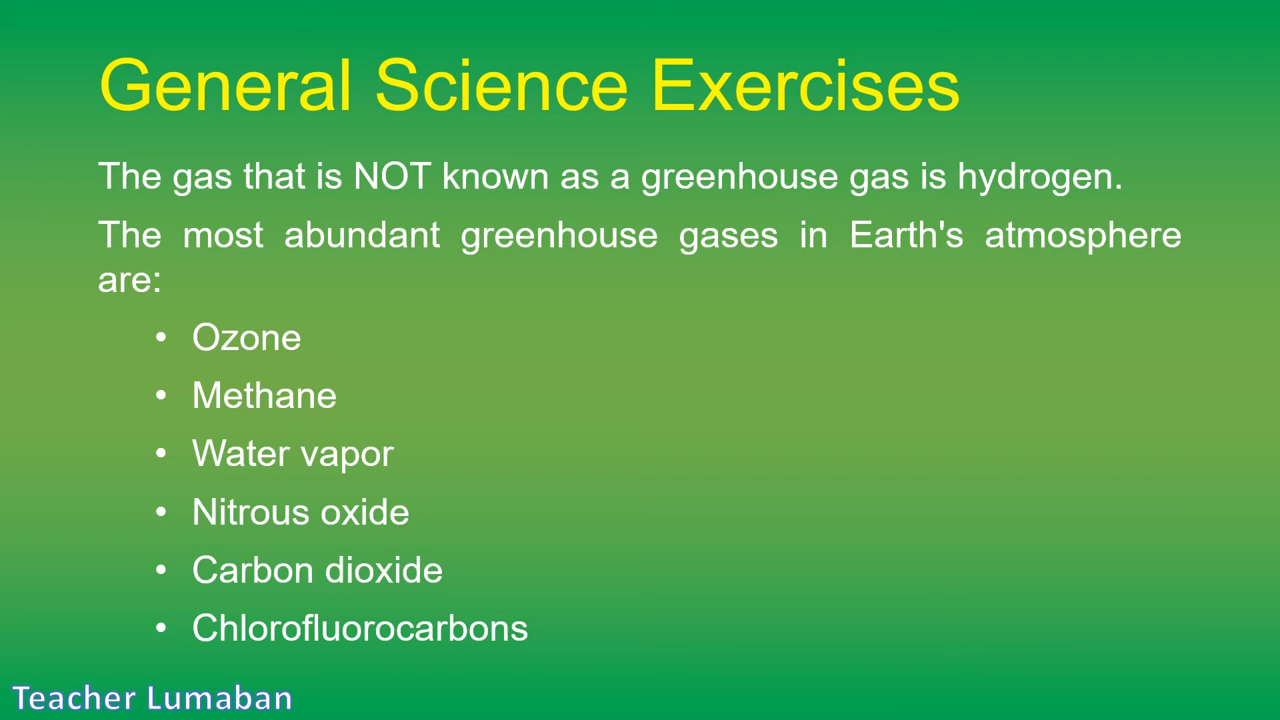 General Science Exercises
The gas that is NOT known as a greenhouse gas is hydrogen.
The most abundant greenhouse gases in Earth's atmosphere
are:
• Ozone
• Methane
• Water vapor
• Nitrous oxide
• Carbon dioxide
• Chlorofluorocarbons
Teacher Lumaban